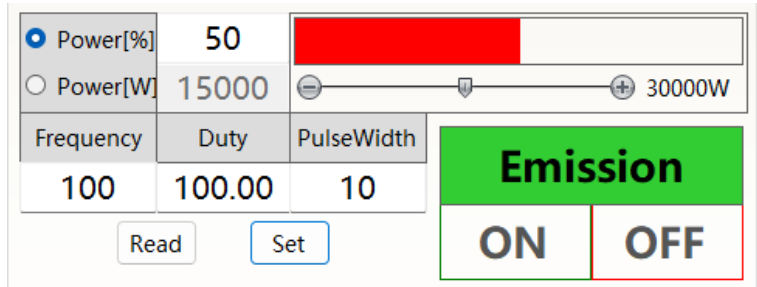 Power[%] 50
Power[W] 15000 30000W
Frequency Duty PulseWidth
100 100.00 10
Emission
Read Set ON OFF